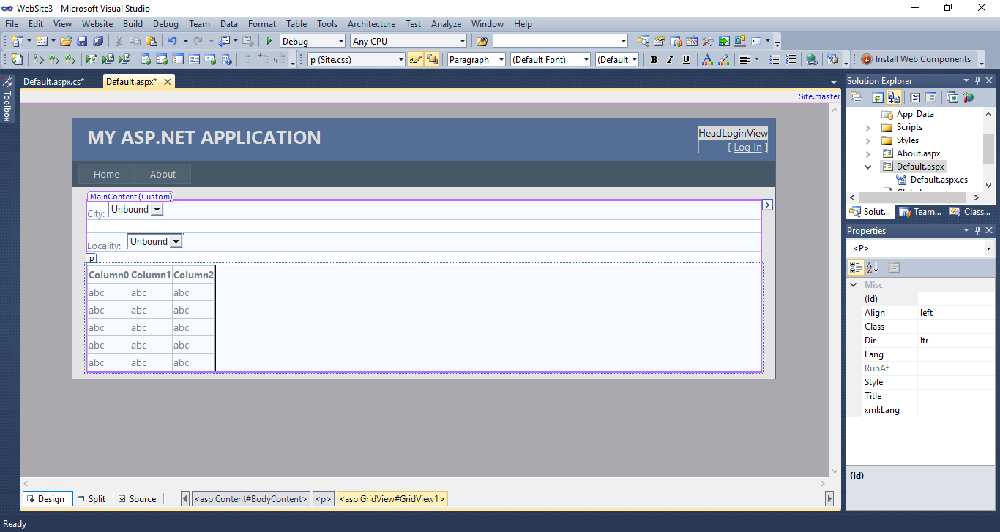 WebSite3 - Microsoft Visual Studio
File Edit View Website Build Debug Team Data Format Table Tools Architecture Test Analyze Window Help
Debug Any CPU
p (Site.css) Paragraph (Default Font) (Default B I U A Install Web Components
Toolbox
Default.aspx.cs* Default.aspx*
Site.master
MY ASP.NET APPLICATION
HeadLoginView
[ Log In ]
Home About
MainContent (Custom)
City: Unbound
Locality: Unbound
p
Column0 Column1 Column2
abc abc abc
abc abc abc
abc abc abc
abc abc abc
abc abc abc
Design Split Source <asp:Content#BodyContent> <p> <asp:GridView#GridView1>
Solution Explorer
App_Data
Scripts
Styles
About.aspx
Default.aspx
Default.aspx.cs
Solut... Team... Class...
Properties
<P>
Misc
(Id)
Align left
Class
Dir ltr
Lang
RunAt
Style
Title
xml:Lang
(Id)
Ready